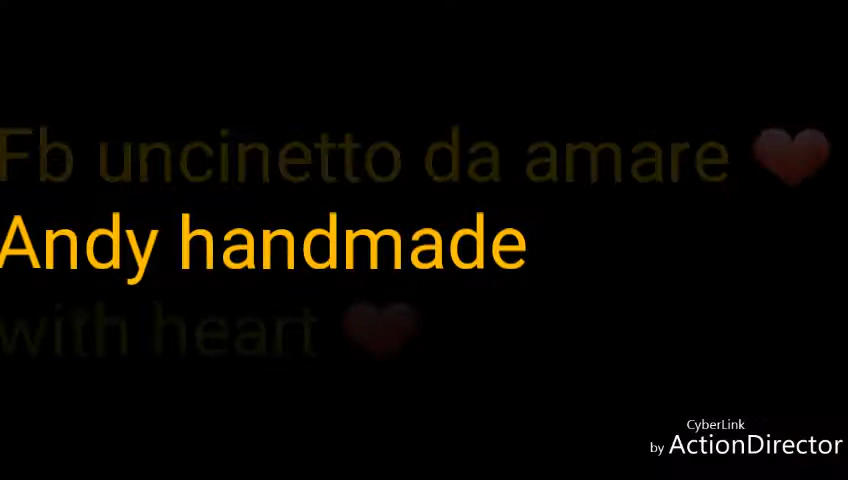 Fb uncinetto da amare ❤
Andy handmade
with heart ❤
CyberLink
by ActionDirector